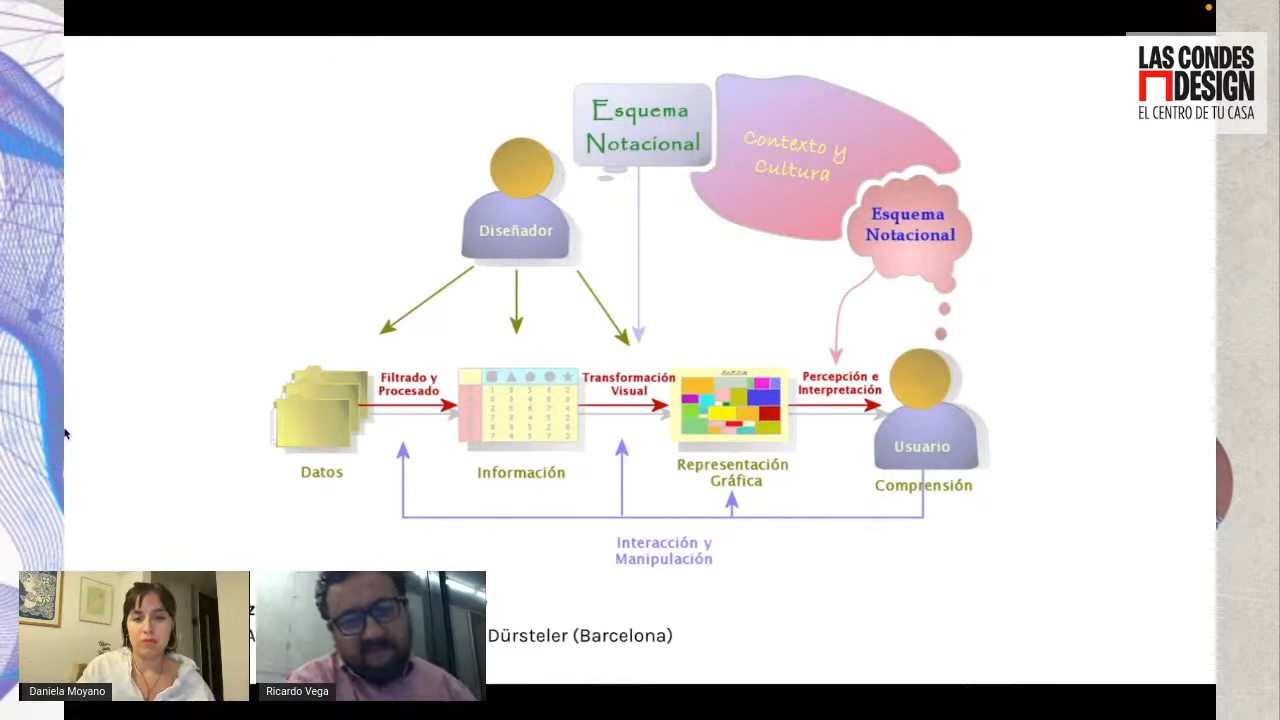 LAS CONDES
DESIGN
EL CENTRO DE TU CASA
Esquema
Notacional
Contexto y
Cultura
Esquema
Notacional
Diseñador
Filtrado y
Procesado
Transformación
Visual
Percepción e
Interpretación
Usuario
Datos
Información
Representación
Gráfica
Comprensión
Interacción y
Manipulación
Dürsteler (Barcelona)
Daniela Moyano
Ricardo Vega